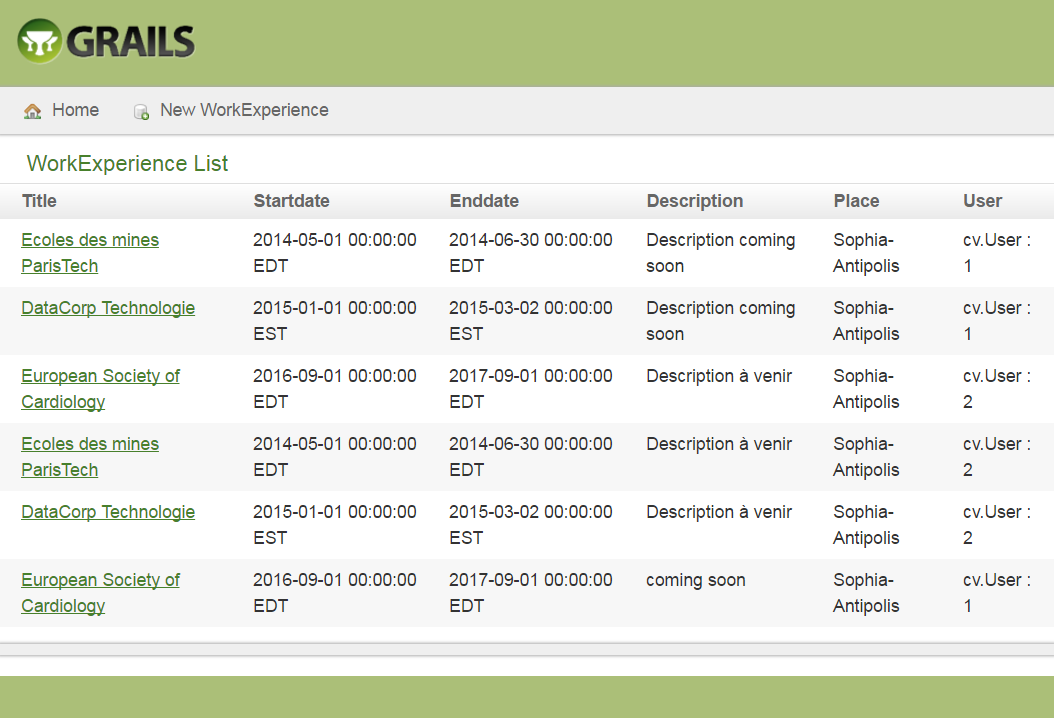 GRAILS
Home New WorkExperience
WorkExperience List
Title Startdate Enddate Description Place User
Ecoles des mines 2014-05-01 00:00:00 2014-06-30 00:00:00 Description coming Sophia- cv.User :
ParisTech EDT EDT soon Antipolis 1
DataCorp Technologie 2015-01-01 00:00:00 2015-03-02 00:00:00 Description coming Sophia- cv.User :
EST EST soon Antipolis 1
European Society of 2016-09-01 00:00:00 2017-09-01 00:00:00 Description à venir Sophia- cv.User :
Cardiology EDT EDT Antipolis 2
Ecoles des mines 2014-05-01 00:00:00 2014-06-30 00:00:00 Description à venir Sophia- cv.User :
ParisTech EDT EDT Antipolis 2
DataCorp Technologie 2015-01-01 00:00:00 2015-03-02 00:00:00 Description à venir Sophia- cv.User :
EST EST Antipolis 2
European Society of 2016-09-01 00:00:00 2017-09-01 00:00:00 coming soon Sophia- cv.User :
Cardiology EDT EDT Antipolis 1